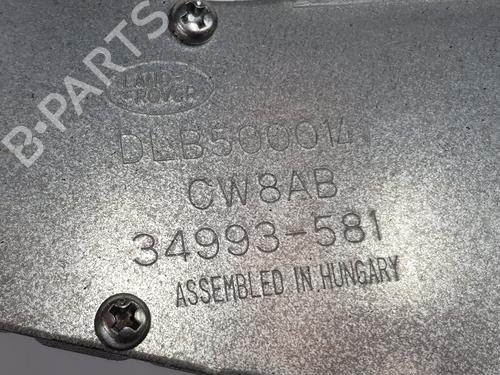 B-PARTS
LAND-
ROVER
DLB500014
CW8AB
34993-581
ASSEMBLED IN HUNGARY